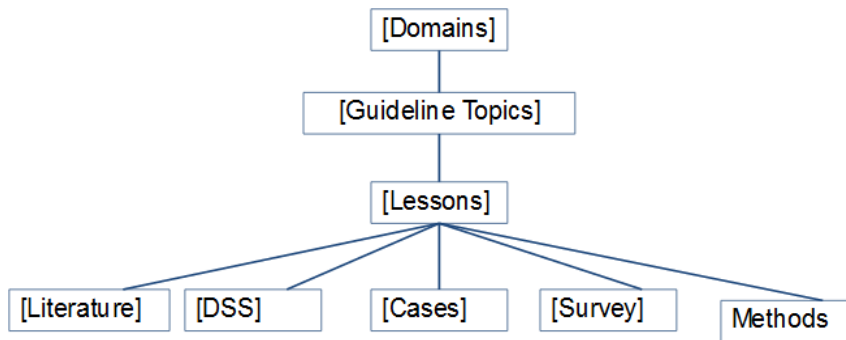 [Domains]
[Guideline Topics]
[Lessons]
[Literature]
[DSS]
[Cases]
[Survey]
Methods